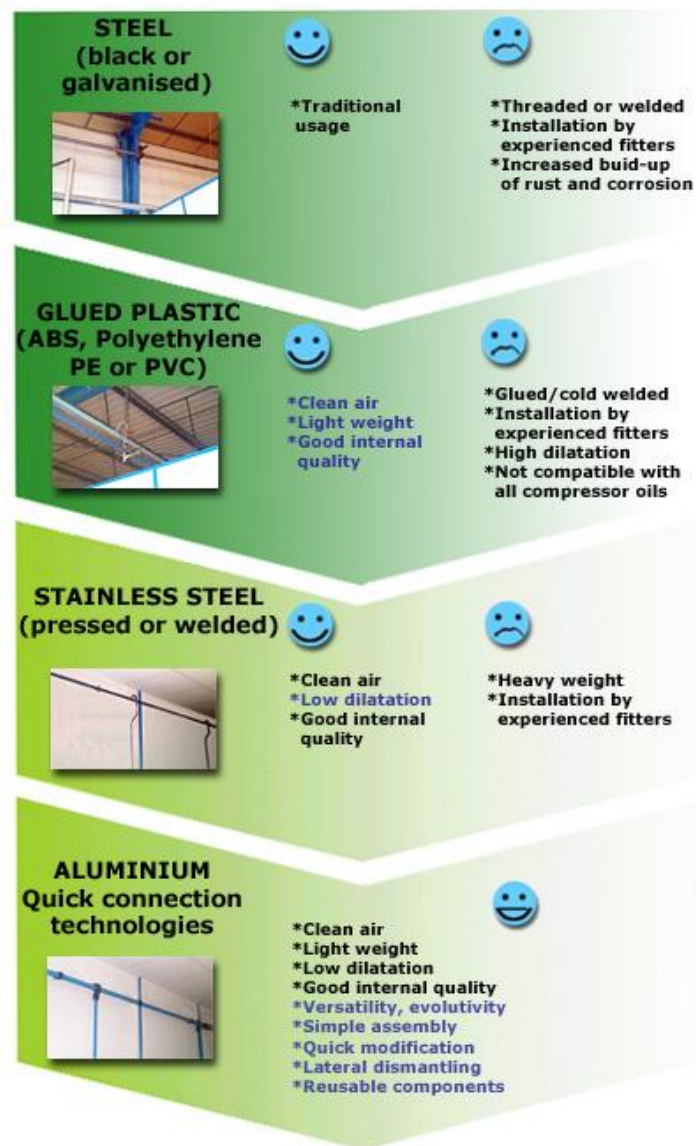 STEEL
(black or
galvanised)
*Traditional
usage
*Threaded or welded
*Installation by
experienced fitters
*Increased buid-up
of rust and corrosion
GLUED PLASTIC
(ABS, Polyethylene
PE or PVC)
*Clean air
*Light weight
*Good internal
quality
*Glued/cold welded
*Installation by
experienced fitters
*High dilatation
*Not compatible with
all compressor oils
STAINLESS STEEL
(pressed or welded)
*Clean air
*Low dilatation
*Good internal
quality
*Heavy weight
*Installation by
experienced fitters
ALUMINIUM
Quick connection
technologies
*Clean air
*Light weight
*Low dilatation
*Good internal quality
*Versatility, evolutivity
*Simple assembly
*Quick modification
*Lateral dismantling
*Reusable components